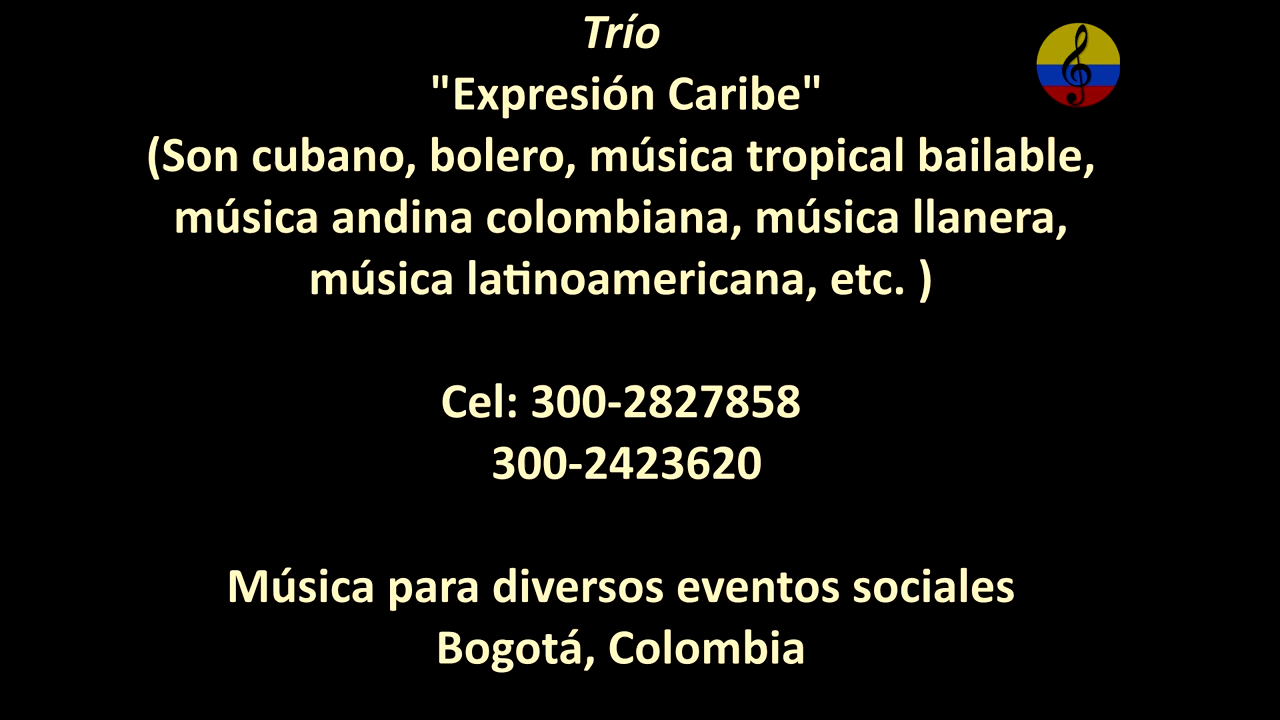 Trío
"Expresión Caribe"
(Son cubano, bolero, música tropical bailable,
música andina colombiana, música llanera,
música latinoamericana, etc. )
Cel: 300-2827858
300-2423620
Música para diversos eventos sociales
Bogotá, Colombia